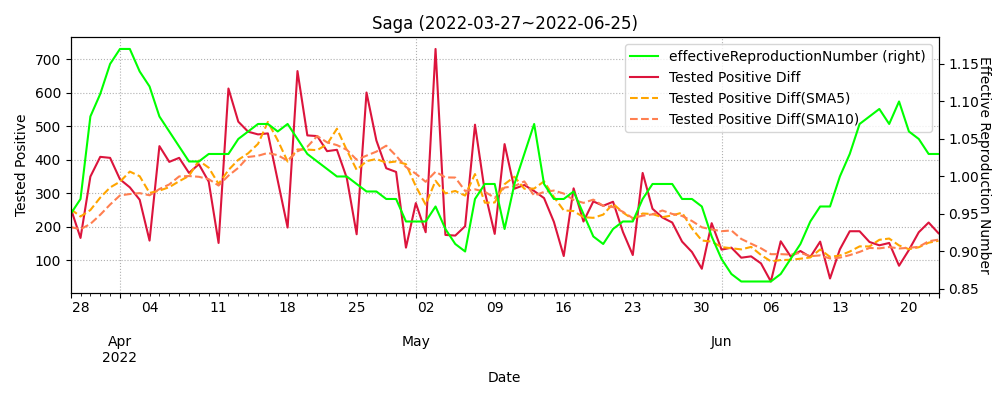 Saga (2022-03-27~2022-06-25)
effectiveReproductionNumber (right)
Tested Positive Diff
Tested Positive Diff(SMA5)
Tested Positive Diff(SMA10)
Tested Positive
700
600
500
400
300
200
100
Effective Reproduction Number
1.15
1.10
1.05
1.00
0.95
0.90
0.85
28 04 11 18 25 02 09 16 23 30 06 13 20
Apr May Jun
2022
Date